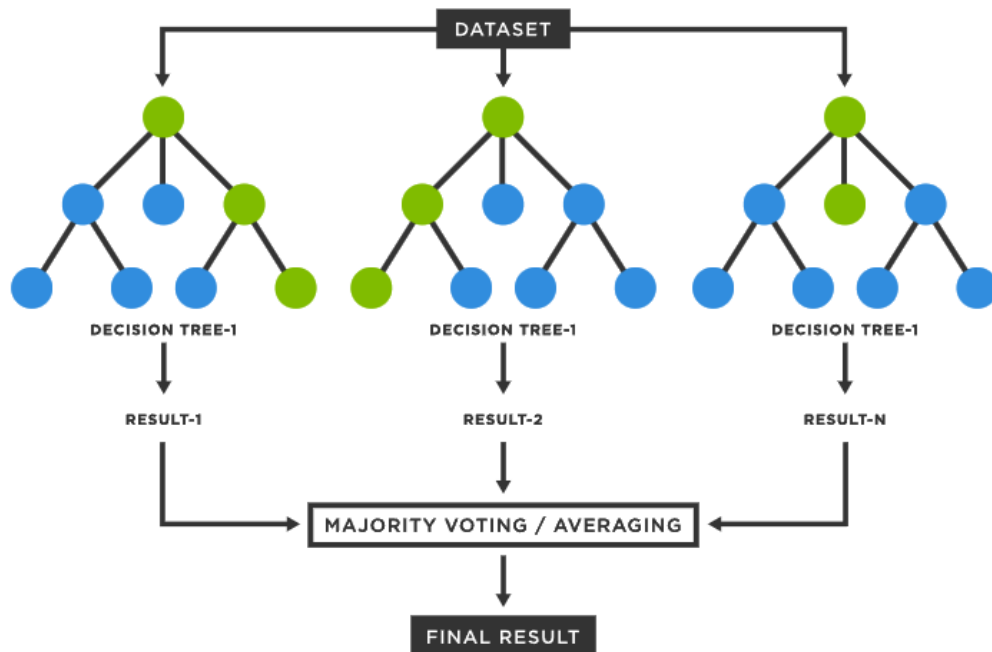 DATASET
DECISION TREE-1
DECISION TREE-1
DECISION TREE-1
RESULT-1
RESULT-2
RESULT-N
MAJORITY VOTING / AVERAGING
FINAL RESULT